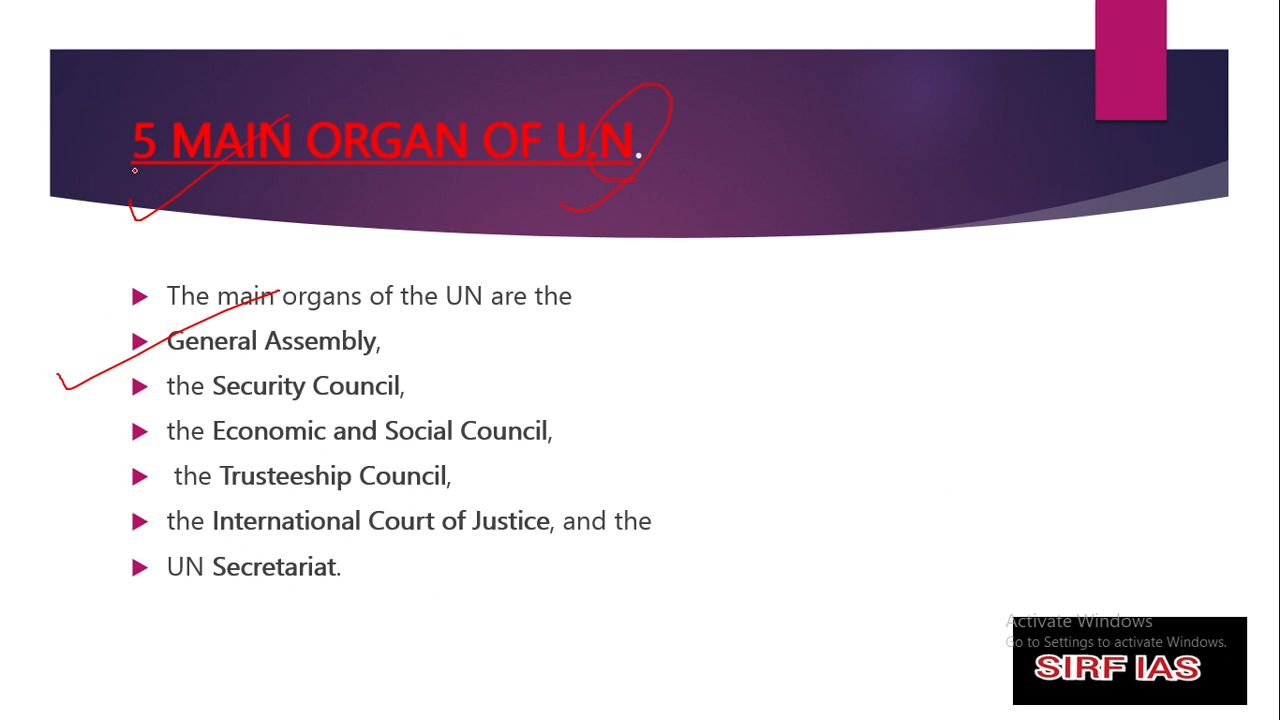 5 MAIN ORGAN OF U.N.
The main organs of the UN are the
General Assembly,
the Security Council,
the Economic and Social Council,
the Trusteeship Council,
the International Court of Justice, and the
UN Secretariat.
Activate Windows
Go to Settings to activate Windows.
SIRF IAS